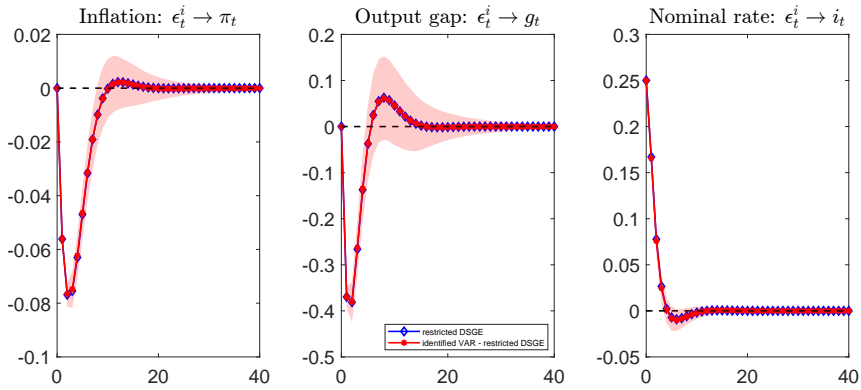 Inflation: ϵ_t^i → π_t
0.02
0
-0.02
-0.04
-0.06
-0.08
-0.1
0 20 40
Output gap: ϵ_t^i → g_t
0.2
0.1
0
-0.1
-0.2
-0.3
-0.4
-0.5
0 20 40
restricted DSGE
identified VAR - restricted DSGE
Nominal rate: ϵ_t^i → i_t
0.3
0.25
0.2
0.15
0.1
0.05
0
-0.05
0 20 40